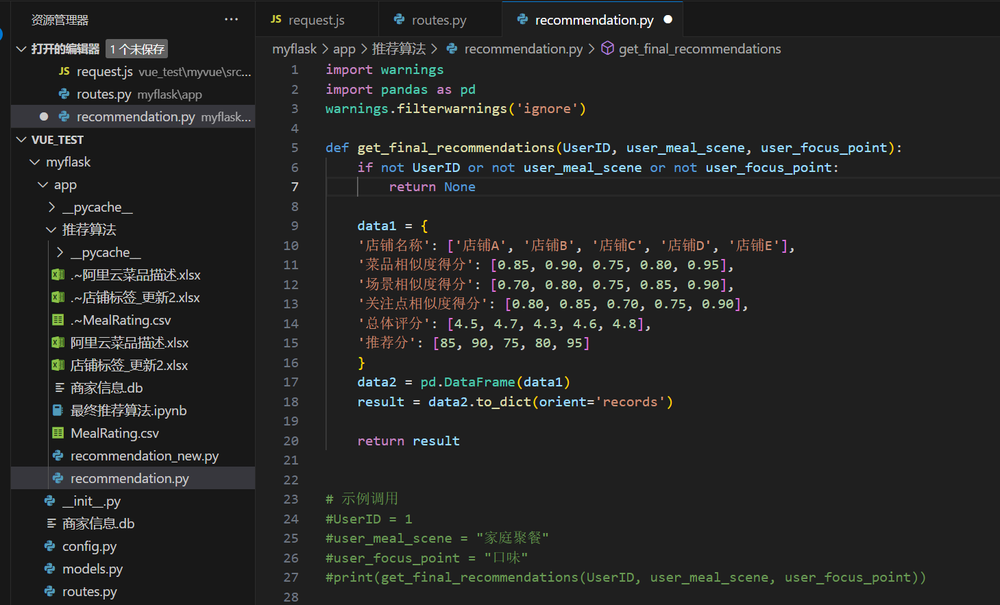 资源管理器 ···
打开的编辑器 1 个未保存
JS request.js vue_test\myvue\src...
routes.py myflask\app
recommendation.py myflask...
VUE_TEST
myflask
app
__pycache__
推荐算法
__pycache__
.~阿里云菜品描述.xlsx
.~店铺标签_更新2.xlsx
.~MealRating.csv
阿里云菜品描述.xlsx
店铺标签_更新2.xlsx
商家信息.db
最终推荐算法.ipynb
MealRating.csv
recommendation_new.py
recommendation.py
__init__.py
商家信息.db
config.py
models.py
routes.py
JS request.js routes.py recommendation.py
myflask > app > 推荐算法 > recommendation.py > get_final_recommendations
1 import warnings
2 import pandas as pd
3 warnings.filterwarnings('ignore')
4
5 def get_final_recommendations(UserID, user_meal_scene, user_focus_point):
6 if not UserID or not user_meal_scene or not user_focus_point:
7 return None
8
9 data1 = {
10 '店铺名称': ['店铺A', '店铺B', '店铺C', '店铺D', '店铺E'],
11 '菜品相似度得分': [0.85, 0.90, 0.75, 0.80, 0.95],
12 '场景相似度得分': [0.70, 0.80, 0.75, 0.85, 0.90],
13 '关注点相似度得分': [0.80, 0.85, 0.70, 0.75, 0.90],
14 '总体评分': [4.5, 4.7, 4.3, 4.6, 4.8],
15 '推荐分': [85, 90, 75, 80, 95]
16 }
17 data2 = pd.DataFrame(data1)
18 result = data2.to_dict(orient='records')
19
20 return result
21
22
23 # 示例调用
24 #UserID = 1
25 #user_meal_scene = "家庭聚餐"
26 #user_focus_point = "口味"
27 #print(get_final_recommendations(UserID, user_meal_scene, user_focus_point))
28